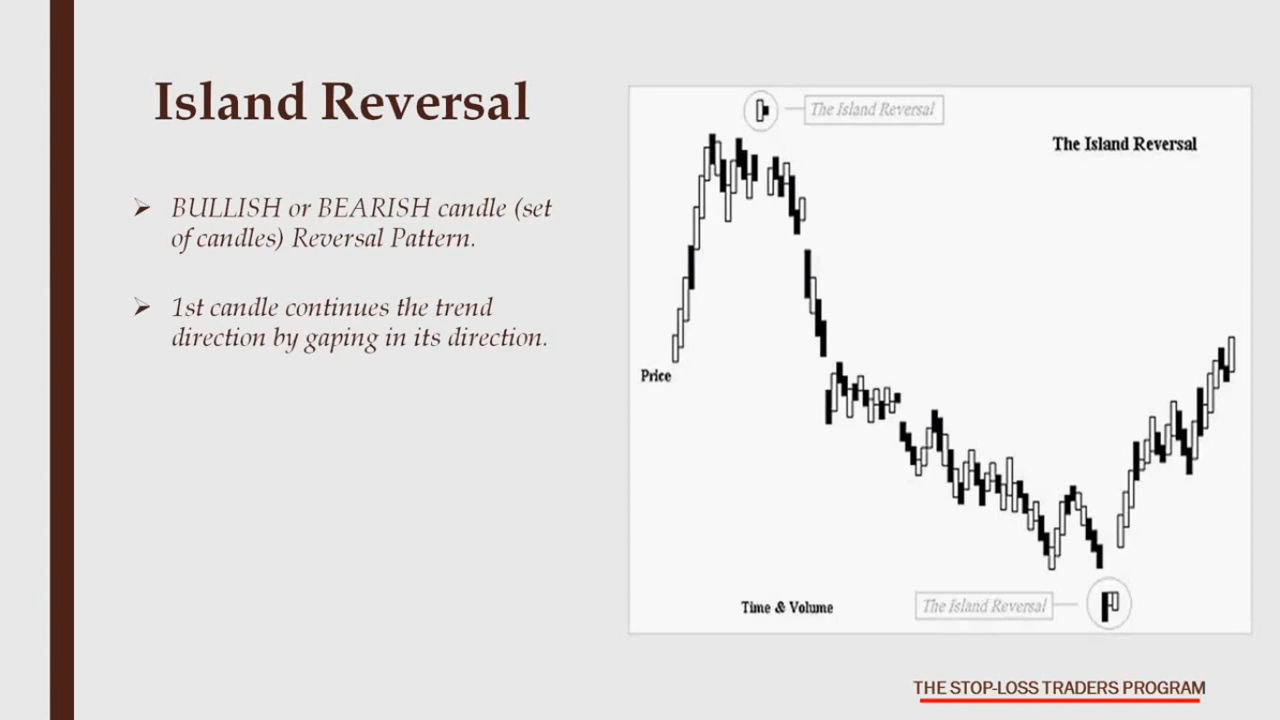 Island Reversal
BULLISH or BEARISH candle (set
of candles) Reversal Pattern.
1st candle continues the trend
direction by gaping in its direction.
The Island Reversal
The Island Reversal
Price
Time & Volume
The Island Reversal
THE STOP-LOSS TRADERS PROGRAM